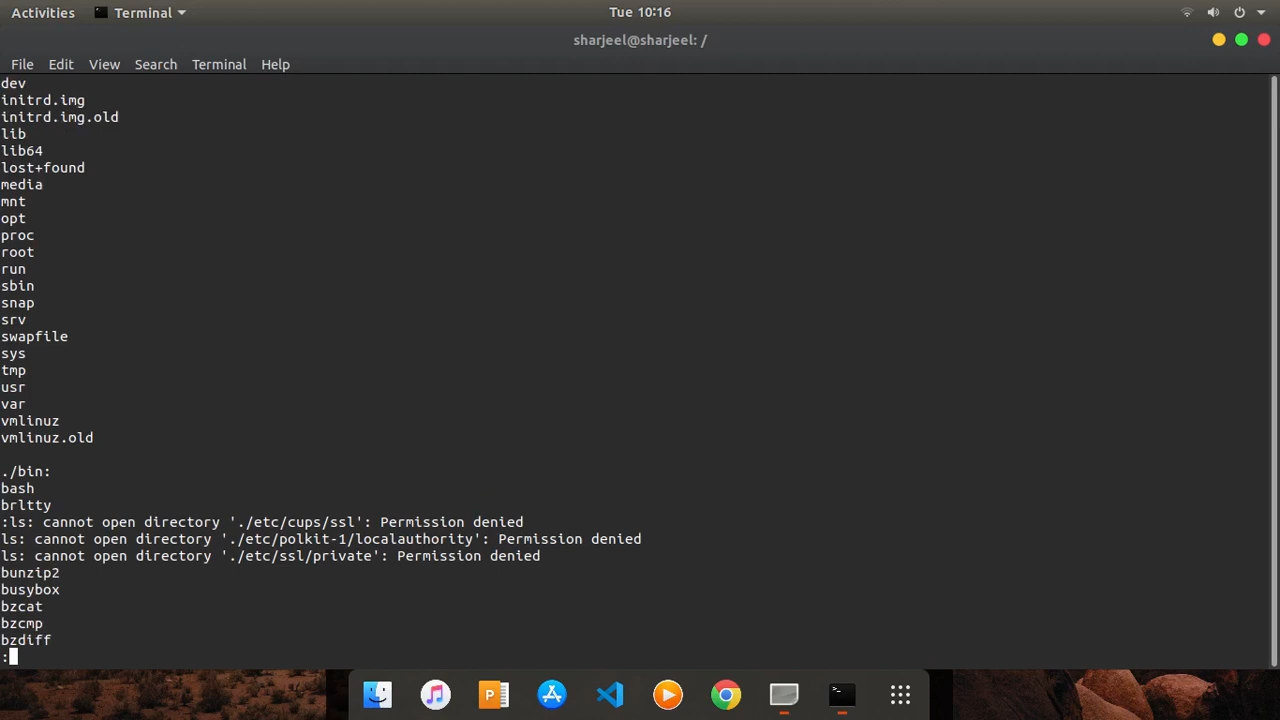 Activities Terminal Tue 10:16
sharjeel@sharjeel: /
File Edit View Search Terminal Help
dev
initrd.img
initrd.img.old
lib
lib64
lost+found
media
mnt
opt
proc
root
run
sbin
snap
srv
swapfile
sys
tmp
usr
var
vmlinuz
vmlinuz.old
./bin:
bash
brltty
:ls: cannot open directory './etc/cups/ssl': Permission denied
ls: cannot open directory './etc/polkit-1/localauthority': Permission denied
ls: cannot open directory './etc/ssl/private': Permission denied
bunzip2
busybox
bzcat
bzcmp
bzdiff
:
P
>_